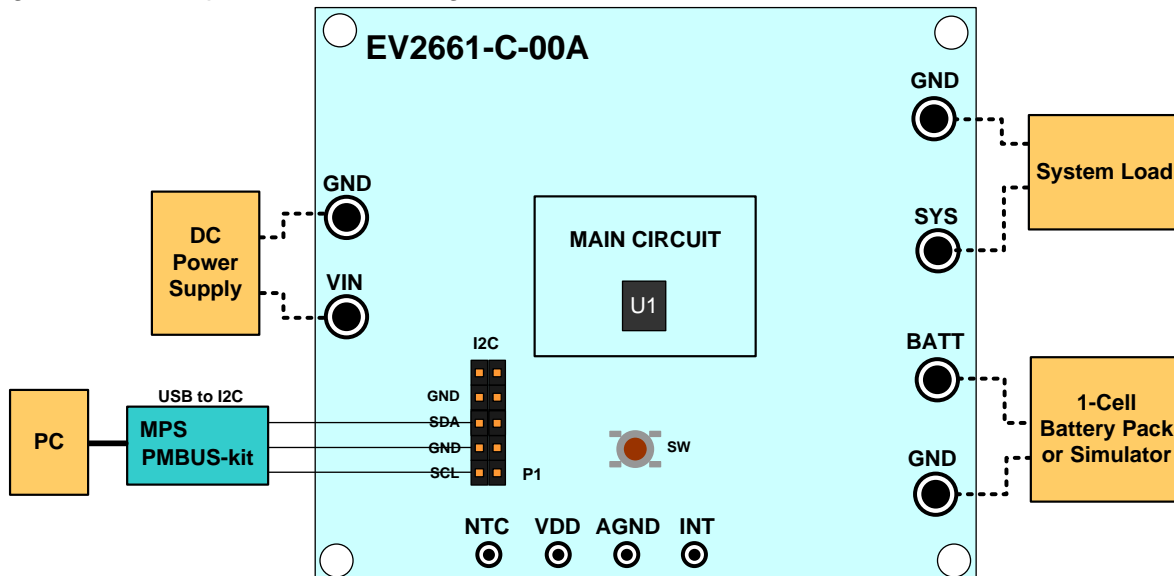 EV2661-C-00A
GND
System Load
SYS
GND
DC
Power
Supply
VIN
MAIN CIRCUIT
U1
BATT
1-Cell
Battery Pack
or Simulator
GND
I2C
GND
SDA
GND
SCL
P1
USB to I2C
PC
MPS
PMBUS-kit
SW
NTC
VDD
AGND
INT